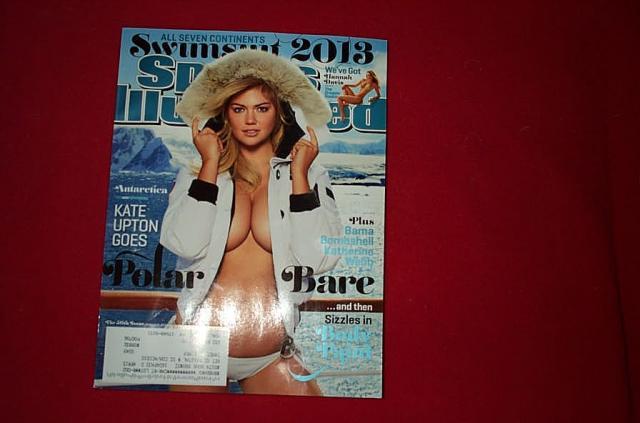 ALL SEVEN CONTINENTS
Swimsuit 2013
Sports
Illustrated
We've Got
Hannah
Davis
Antarctica
KATE
UPTON
GOES
Polar Bare
Plus
Bama
Bombshell
Katherine
Webb
...and then
Sizzles in
Body
Paint